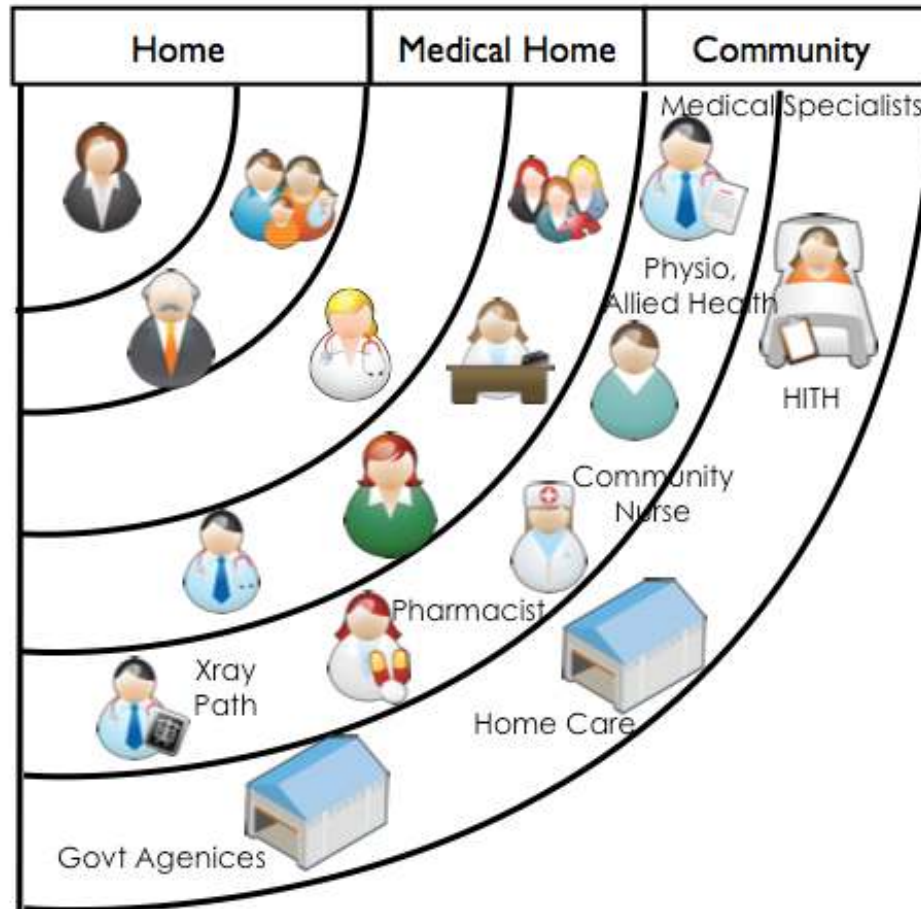 Home
Medical Home
Community
Medical Specialists
Physio,
Allied Health
HITH
Community
Nurse
Pharmacist
Xray
Path
Home Care
Govt Agenices